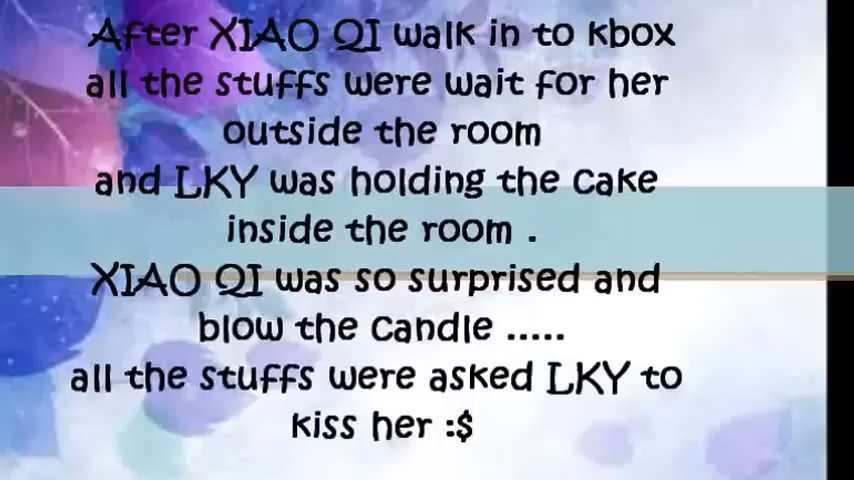 After XIAO QI walk in to kbox
all the stuffs were wait for her
outside the room
and LKY was holding the cake
inside the room .
XIAO QI was so surprised and
blow the candle .....
all the stuffs were asked LKY to
kiss her :$